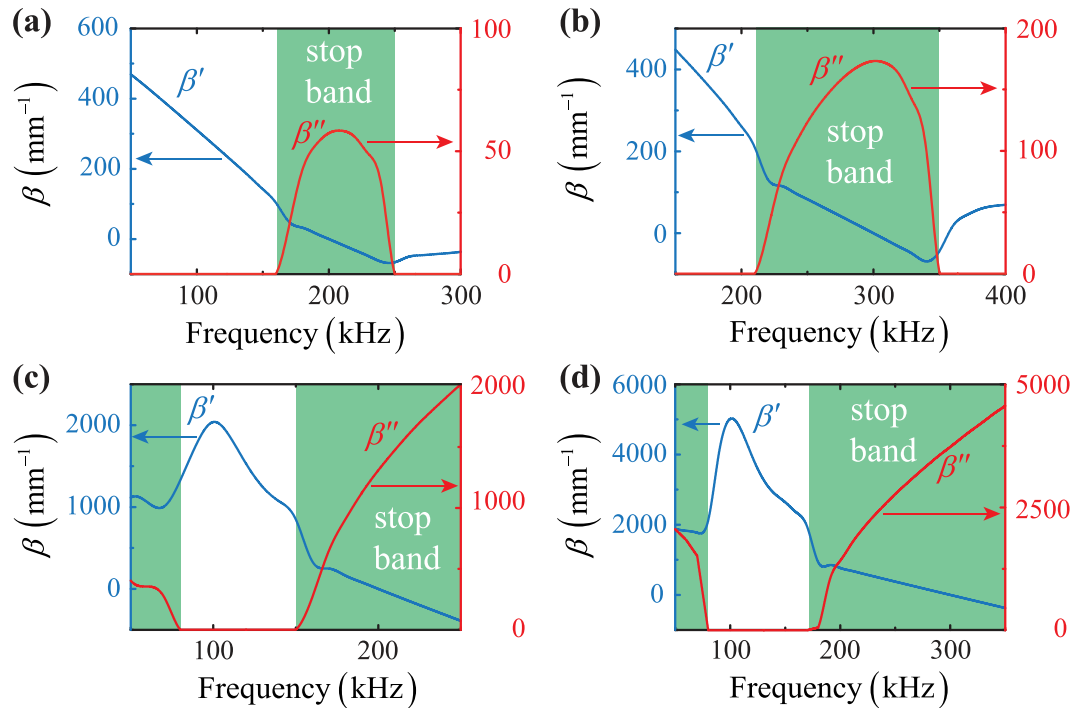 (a)
600
400
200
0
β (mm⁻¹)
β′
β″
stop
band
100
50
0
100
200
300
Frequency (kHz)
(b)
400
200
0
β (mm⁻¹)
β′
β″
stop
band
200
100
0
200
300
400
Frequency (kHz)
(c)
2000
1000
0
β (mm⁻¹)
β′
β″
stop
band
2000
1000
0
100
200
Frequency (kHz)
(d)
6000
4000
2000
0
β (mm⁻¹)
β′
stop
band
β″
5000
2500
0
100
200
300
Frequency (kHz)